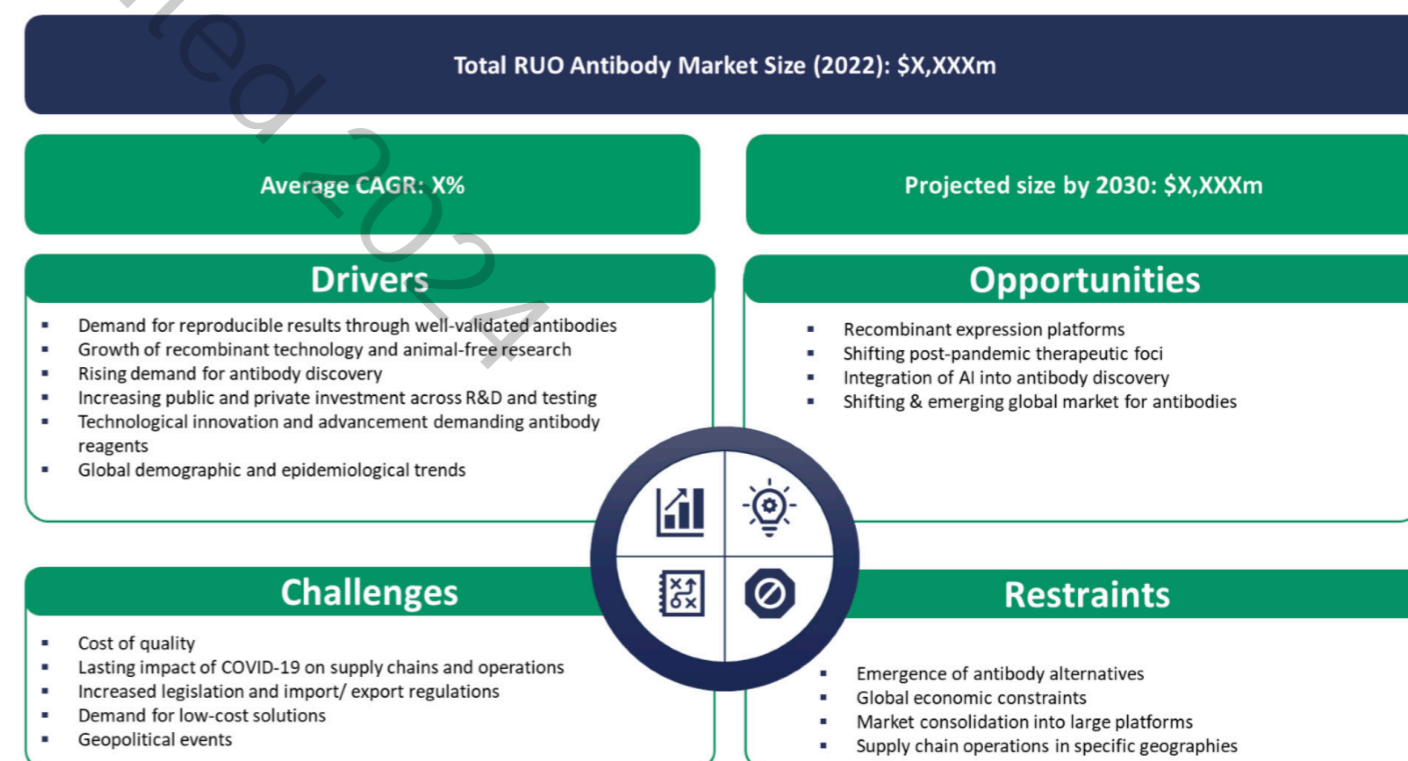 Total RUO Antibody Market Size (2022): $X,XXXm
Average CAGR: X%
Projected size by 2030: $X,XXXm
Drivers
▪ Demand for reproducible results through well-validated antibodies
▪ Growth of recombinant technology and animal-free research
▪ Rising demand for antibody discovery
▪ Increasing public and private investment across R&D and testing
▪ Technological innovation and advancement demanding antibody
reagents
▪ Global demographic and epidemiological trends
Opportunities
▪ Recombinant expression platforms
▪ Shifting post-pandemic therapeutic foci
▪ Integration of AI into antibody discovery
▪ Shifting & emerging global market for antibodies
Challenges
▪ Cost of quality
▪ Lasting impact of COVID-19 on supply chains and operations
▪ Increased legislation and import/ export regulations
▪ Demand for low-cost solutions
▪ Geopolitical events
Restraints
▪ Emergence of antibody alternatives
▪ Global economic constraints
▪ Market consolidation into large platforms
▪ Supply chain operations in specific geographies
2024